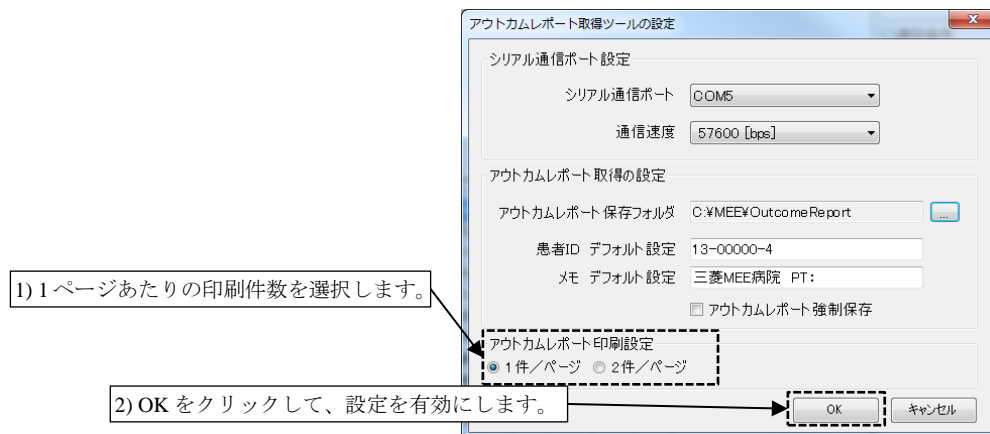 アウトカムレポート取得ツールの設定
シリアル通信ポート設定
シリアル通信ポート COM5
通信速度 57600 [bps]
アウトカムレポート取得の設定
アウトカムレポート保存フォルダ C:¥MEE¥OutcomeReport ...
患者ID デフォルト設定 13-00000-4
メモ デフォルト設定 三菱MEE病院 PT:
アウトカムレポート強制保存
1) 1 ページあたりの印刷件数を選択します。
アウトカムレポート印刷設定
1件／ページ 2件／ページ
2) OK をクリックして、設定を有効にします。
OK キャンセル